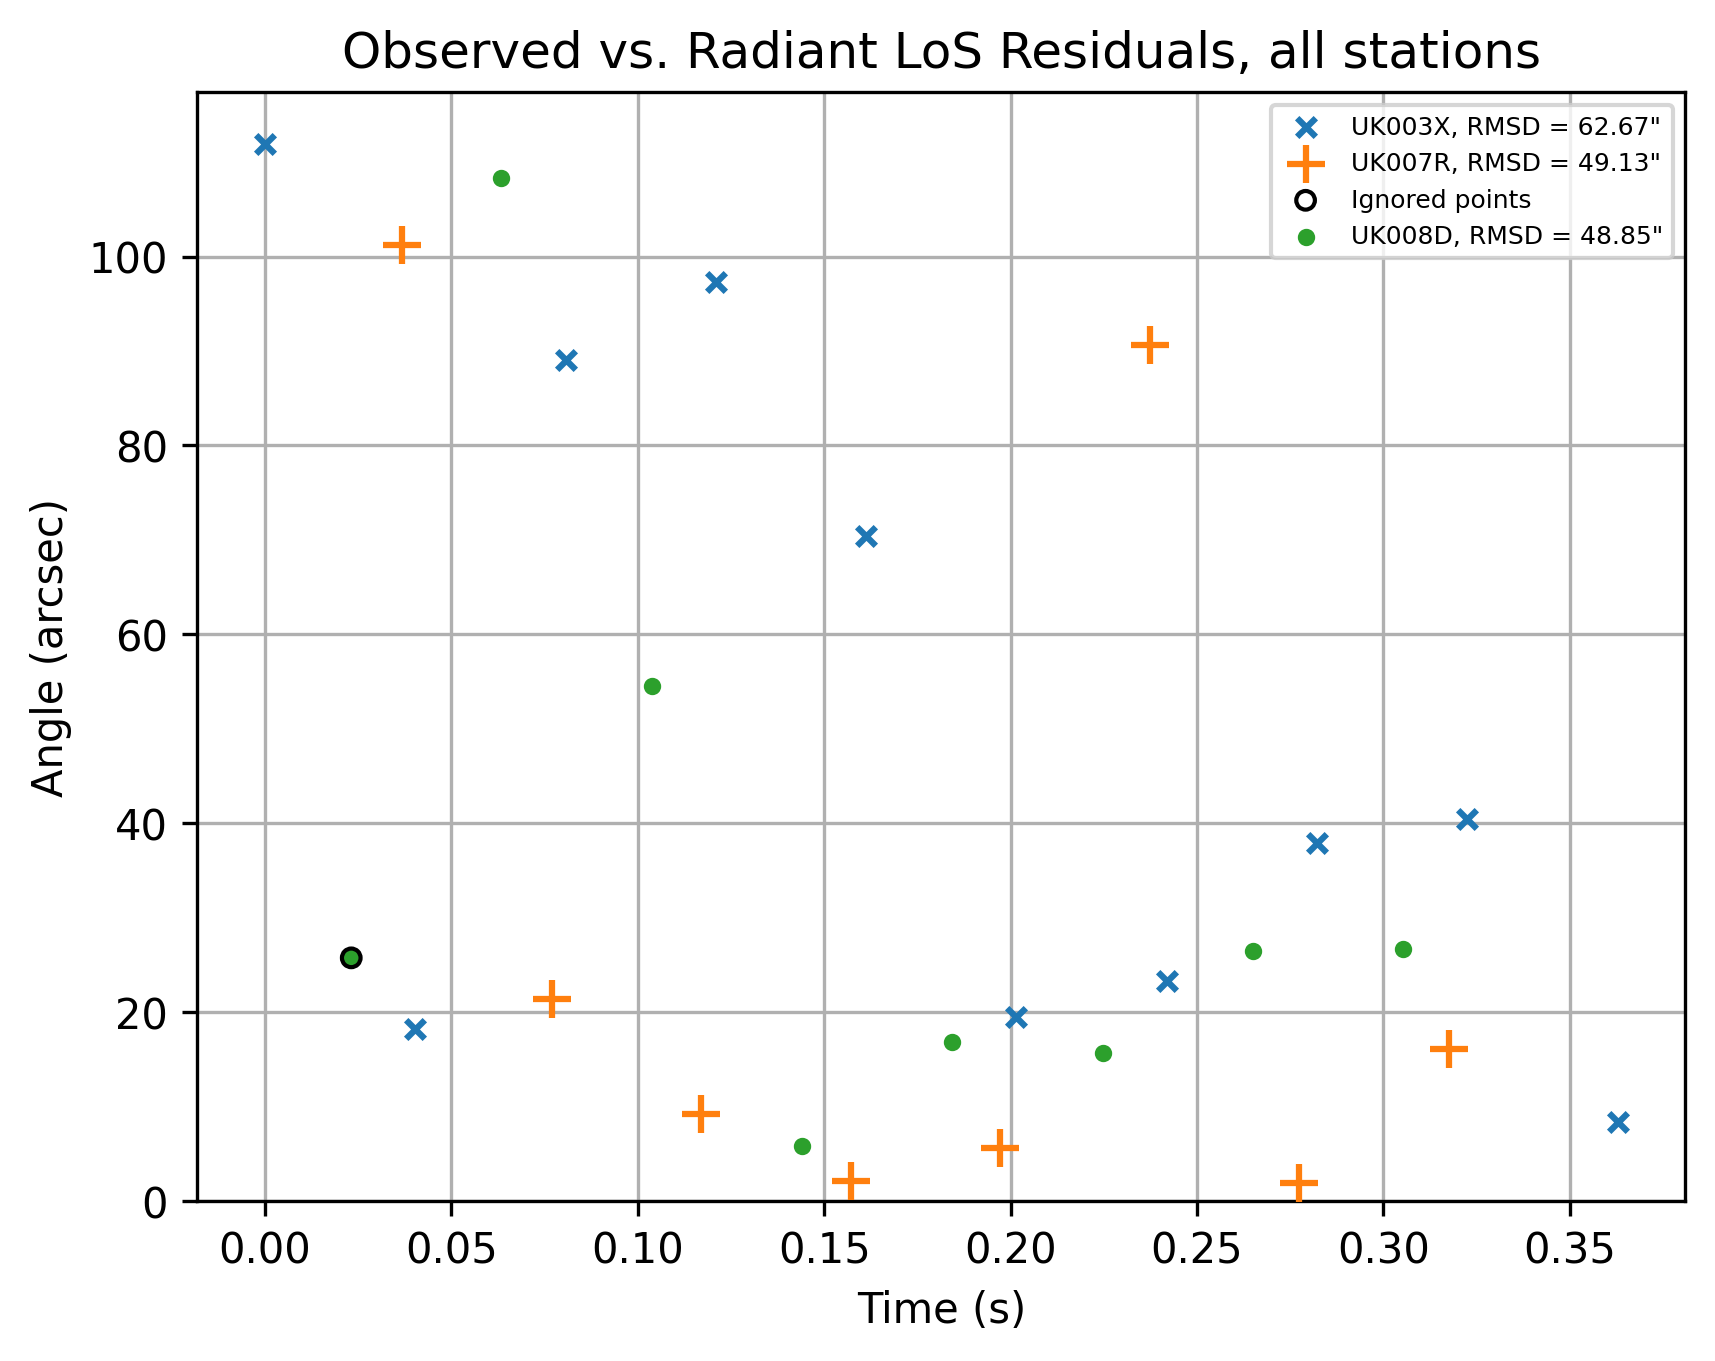 Observed vs. Radiant LoS Residuals, all stations
UK003X, RMSD = 62.67"
UK007R, RMSD = 49.13"
Ignored points
UK008D, RMSD = 48.85"
Angle (arcsec)
100
80
60
40
20
0
0.00 0.05 0.10 0.15 0.20 0.25 0.30 0.35
Time (s)